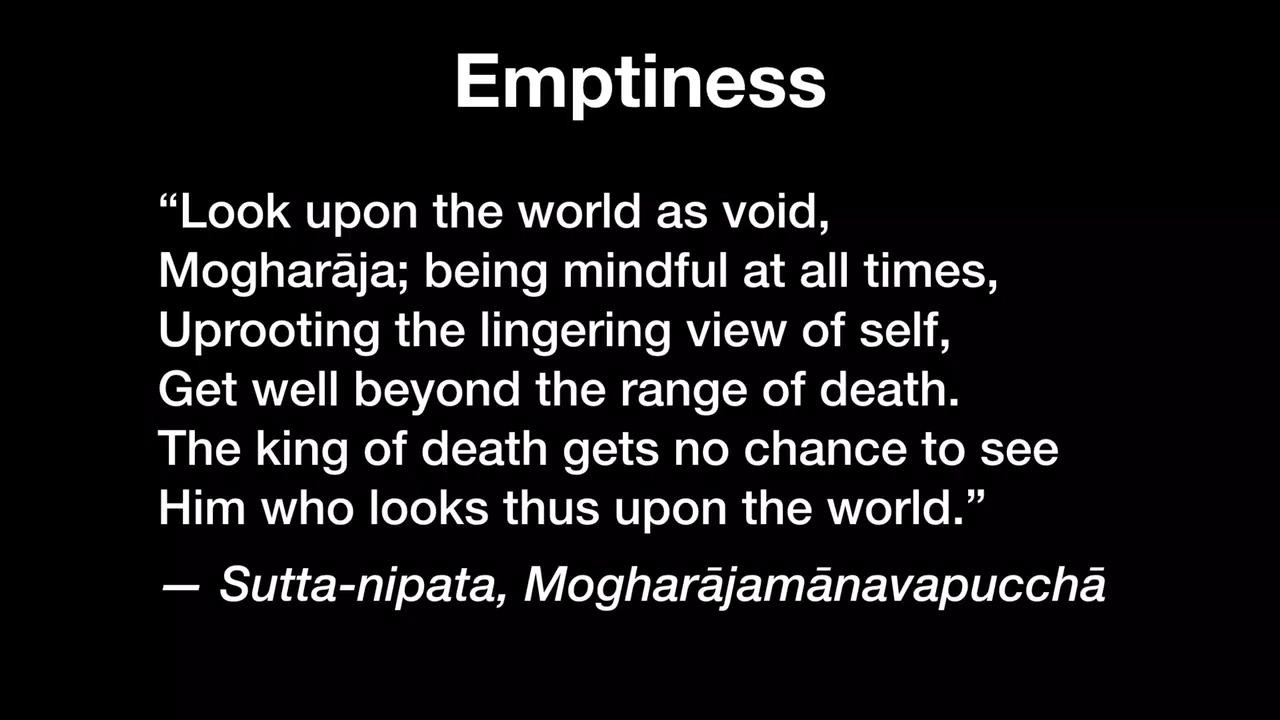 Emptiness
“Look upon the world as void,
Mogharāja; being mindful at all times,
Uprooting the lingering view of self,
Get well beyond the range of death.
The king of death gets no chance to see
Him who looks thus upon the world.”
— Sutta-nipata, Mogharājamānavapucchā